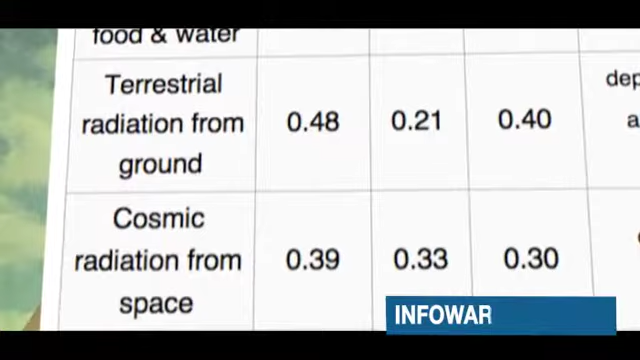 food & water
Terrestrial
radiation from
ground
0.48
0.21
0.40
dep
a
Cosmic
radiation from
space
0.39
0.33
0.30
INFOWAR